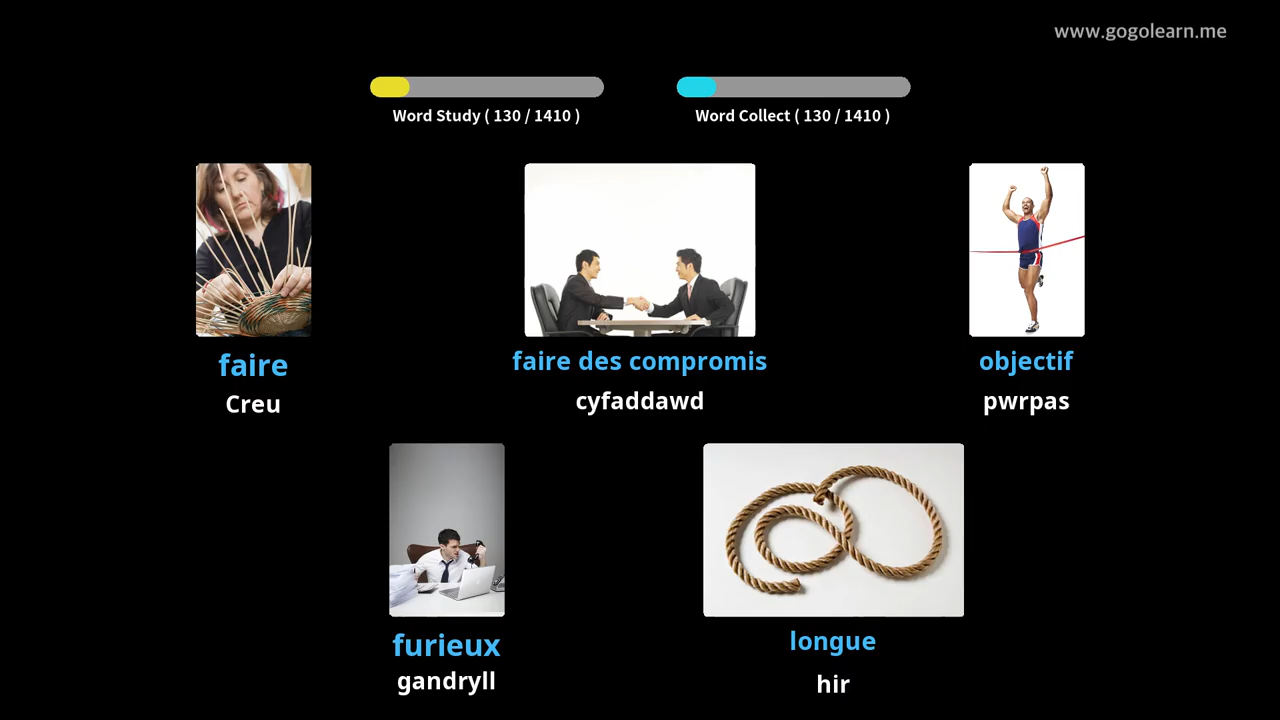 www.gogolearn.me
Word Study ( 130 / 1410 )
Word Collect ( 130 / 1410 )
faire
Creu
faire des compromis
cyfaddawd
objectif
pwrpas
furieux
gandryll
longue
hir